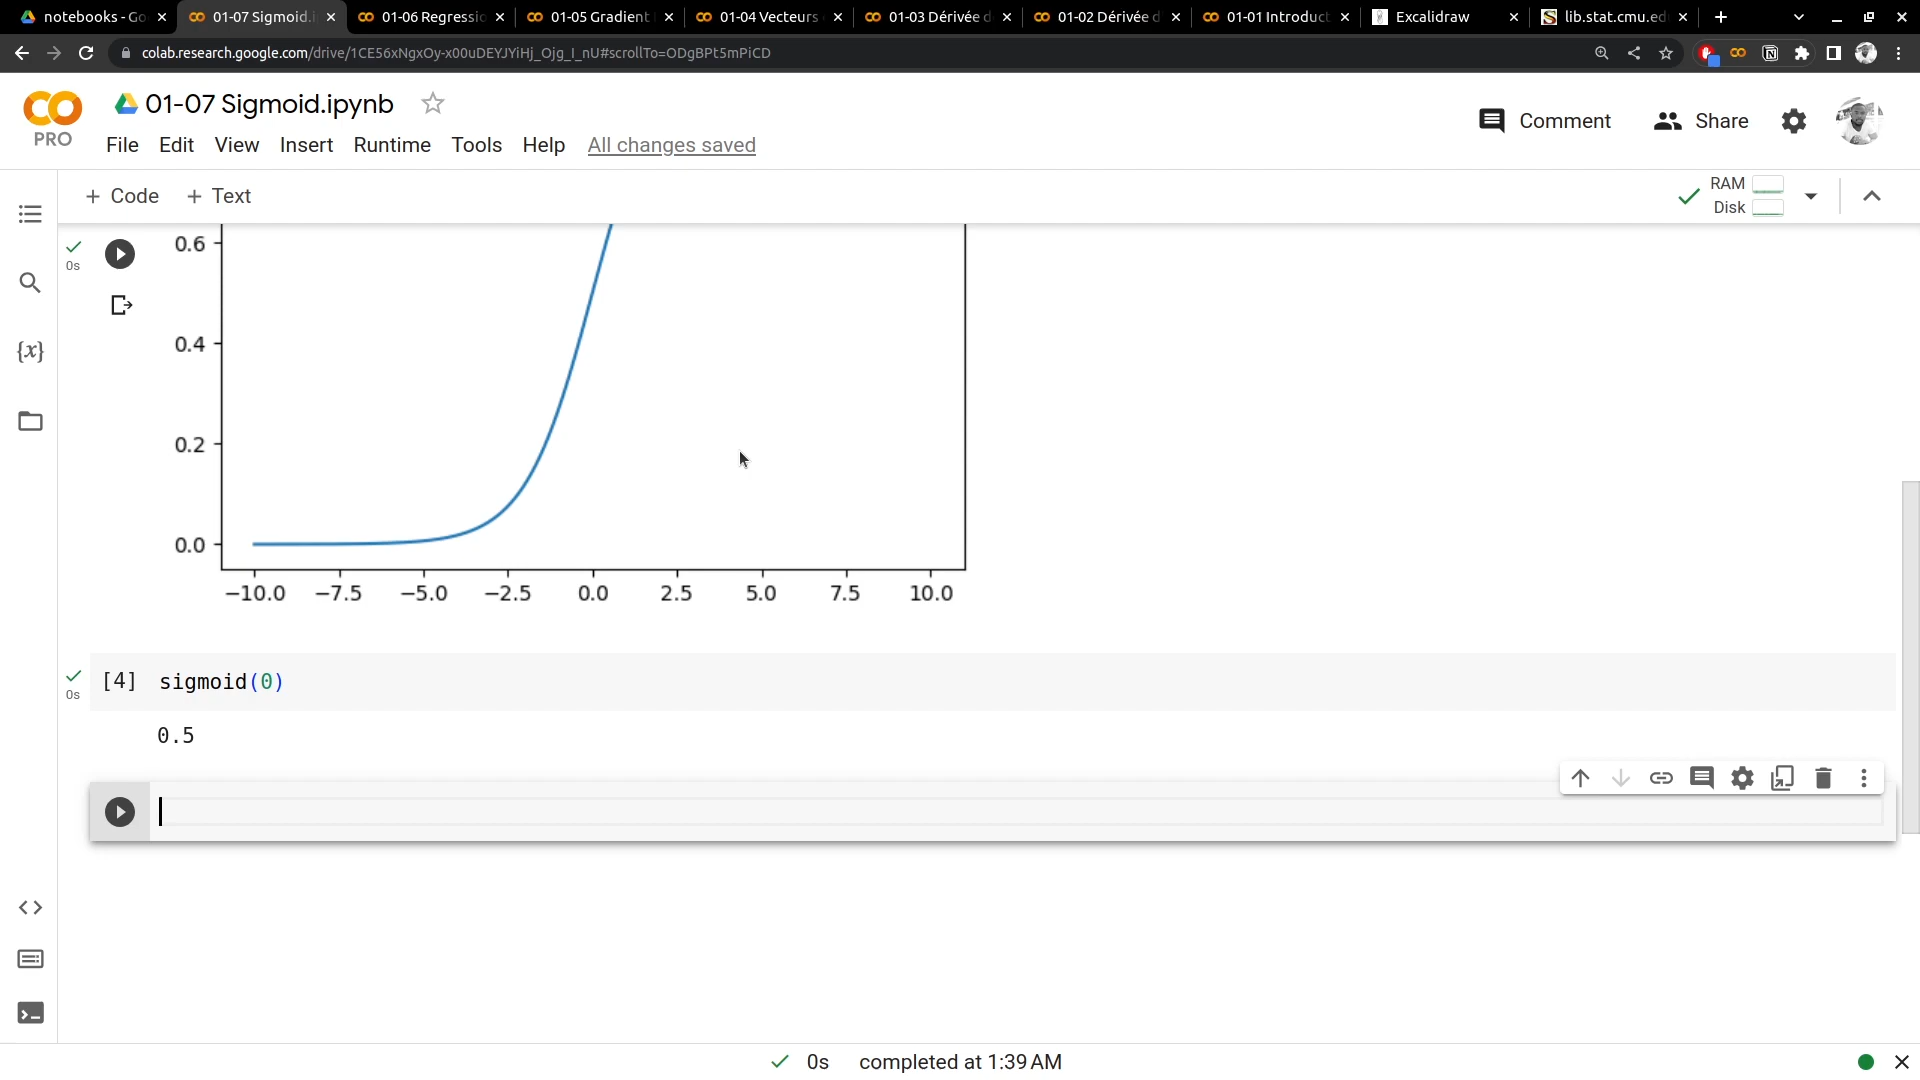 notebooks - Go
01-07 Sigmoid.i
01-06 Regressio
01-05 Gradient
01-04 Vecteurs
01-03 Dérivée d
01-02 Dérivée d
01-01 Introduct
Excalidraw
lib.stat.cmu.ed
colab.research.google.com/drive/1CE56xNgxOy-x00uDEYJYiHj_Ojg_I_nU#scrollTo=ODgBPt5mPiCD
PRO
01-07 Sigmoid.ipynb
File Edit View Insert Runtime Tools Help All changes saved
Comment
Share
+ Code + Text
RAM
Disk
{x}
0s
0.6
0.4
0.2
0.0
−10.0 −7.5 −5.0 −2.5 0.0 2.5 5.0 7.5 10.0
0s
[4] sigmoid(0)
0.5
0s completed at 1:39 AM